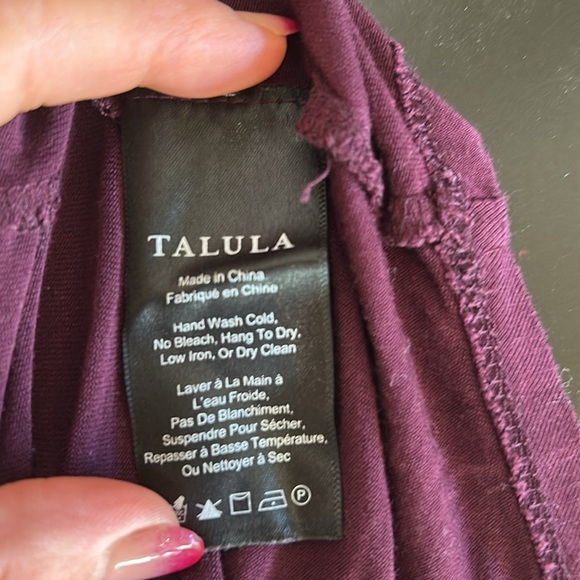 TALULA
Made in China
Fabriqué en Chine
Hand Wash Cold,
No Bleach, Hang To Dry,
Low Iron, Or Dry Clean
Laver à La Main à
L'eau Froide,
Pas De Blanchiment,
Suspendre Pour Sécher,
Repasser à Basse Température,
Ou Nettoyer à Sec
P